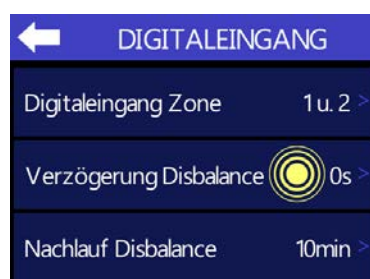 DIGITALEINGANG
Digitaleingang Zone 1 u. 2 >
Verzögerung Disbalance 0s >
Nachlauf Disbalance 10min >